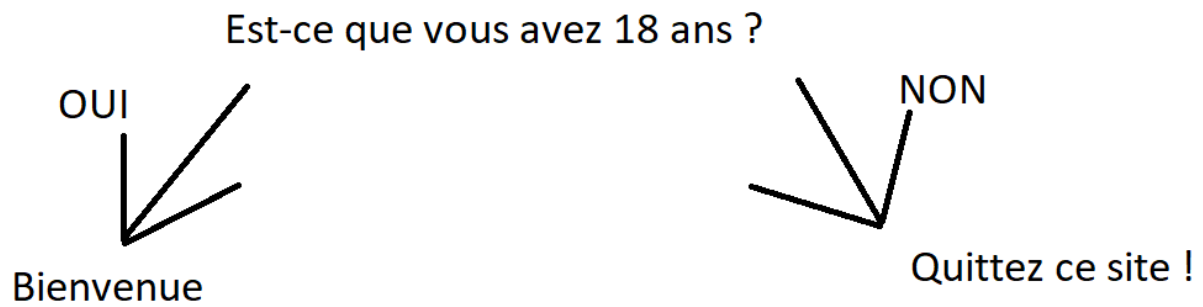 Est-ce que vous avez 18 ans ?
OUI
NON
Bienvenue
Quittez ce site !